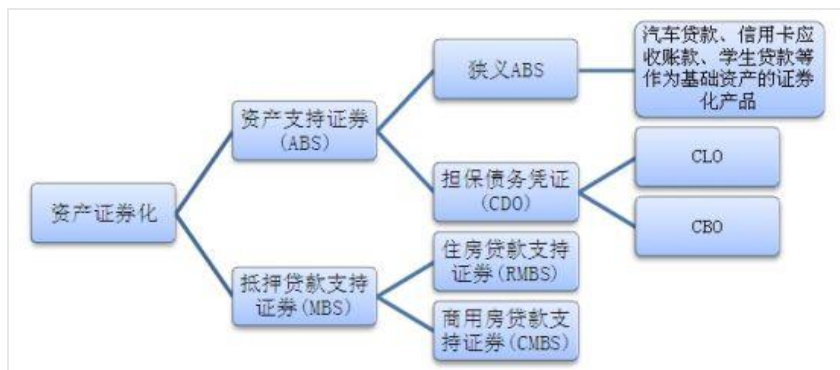 资产证券化
资产支持证券
(ABS)
狭义ABS
汽车贷款、信用卡应
收账款、学生贷款等
作为基础资产的证券
化产品
担保债务凭证
(CDO)
CLO
CBO
抵押贷款支持
证券(MBS)
住房贷款支持
证券(RMBS)
商用房贷款支
持证券(CMBS)